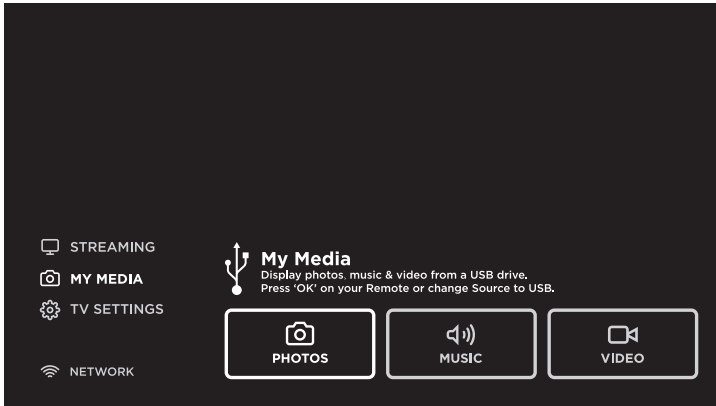 STREAMING
MY MEDIA
TV SETTINGS
NETWORK
My Media
Display photos, music & video from a USB drive.
Press ‘OK’ on your Remote or change Source to USB.
PHOTOS
MUSIC
VIDEO